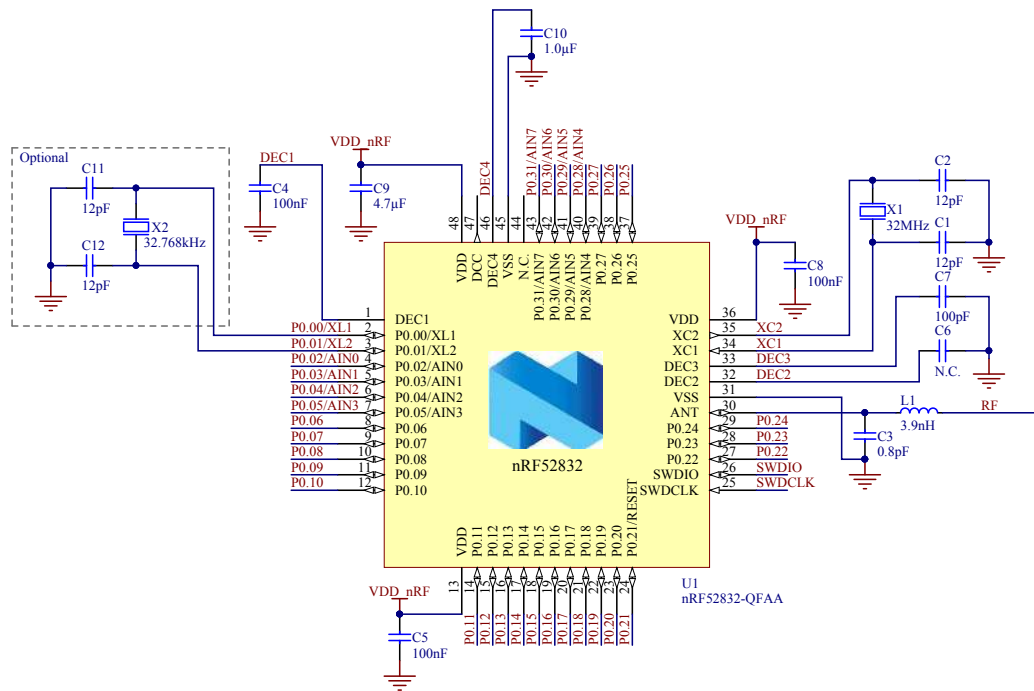 C10
1.0µF
Optional
C11
12pF
X2
32.768kHz
C12
12pF
DEC1
C4
100nF
VDD_nRF
C9
4.7µF
DEC4
P0.31/AIN7
P0.30/AIN6
P0.29/AIN5
P0.28/AIN4
P0.27
P0.26
P0.25
48
47
46
45
44
43
42
41
40
39
38
37
VDD
DCC
DEC4
VSS
N.C.
P0.31/AIN7
P0.30/AIN6
P0.29/AIN5
P0.28/AIN4
P0.27
P0.26
P0.25
C2
12pF
X1
32MHz
C1
12pF
C7
100pF
C6
N.C.
VDD_nRF
C8
100nF
1 DEC1
P0.00/XL1 2 P0.00/XL1
P0.01/XL2 3 P0.01/XL2
P0.02/AIN0 4 P0.02/AIN0
P0.03/AIN1 5 P0.03/AIN1
P0.04/AIN2 6 P0.04/AIN2
P0.05/AIN3 7 P0.05/AIN3
P0.06 8 P0.06
P0.07 9 P0.07
P0.08 10 P0.08
P0.09 11 P0.09
P0.10 12 P0.10
nRF52832
VDD 36
XC2 35 XC2
XC1 34 XC1
DEC3 33 DEC3
DEC2 32 DEC2
VSS 31
ANT 30
P0.24 29 P0.24
P0.23 28 P0.23
P0.22 27 P0.22
SWDIO 26 SWDIO
SWDCLK 25 SWDCLK
L1
3.9nH
RF
C3
0.8pF
VDD
P0.11
P0.12
P0.13
P0.14
P0.15
P0.16
P0.17
P0.18
P0.19
P0.20
P0.21/RESET
13
14
15
16
17
18
19
20
21
22
23
24
P0.11
P0.12
P0.13
P0.14
P0.15
P0.16
P0.17
P0.18
P0.19
P0.20
P0.21
VDD_nRF
C5
100nF
U1
nRF52832-QFAA